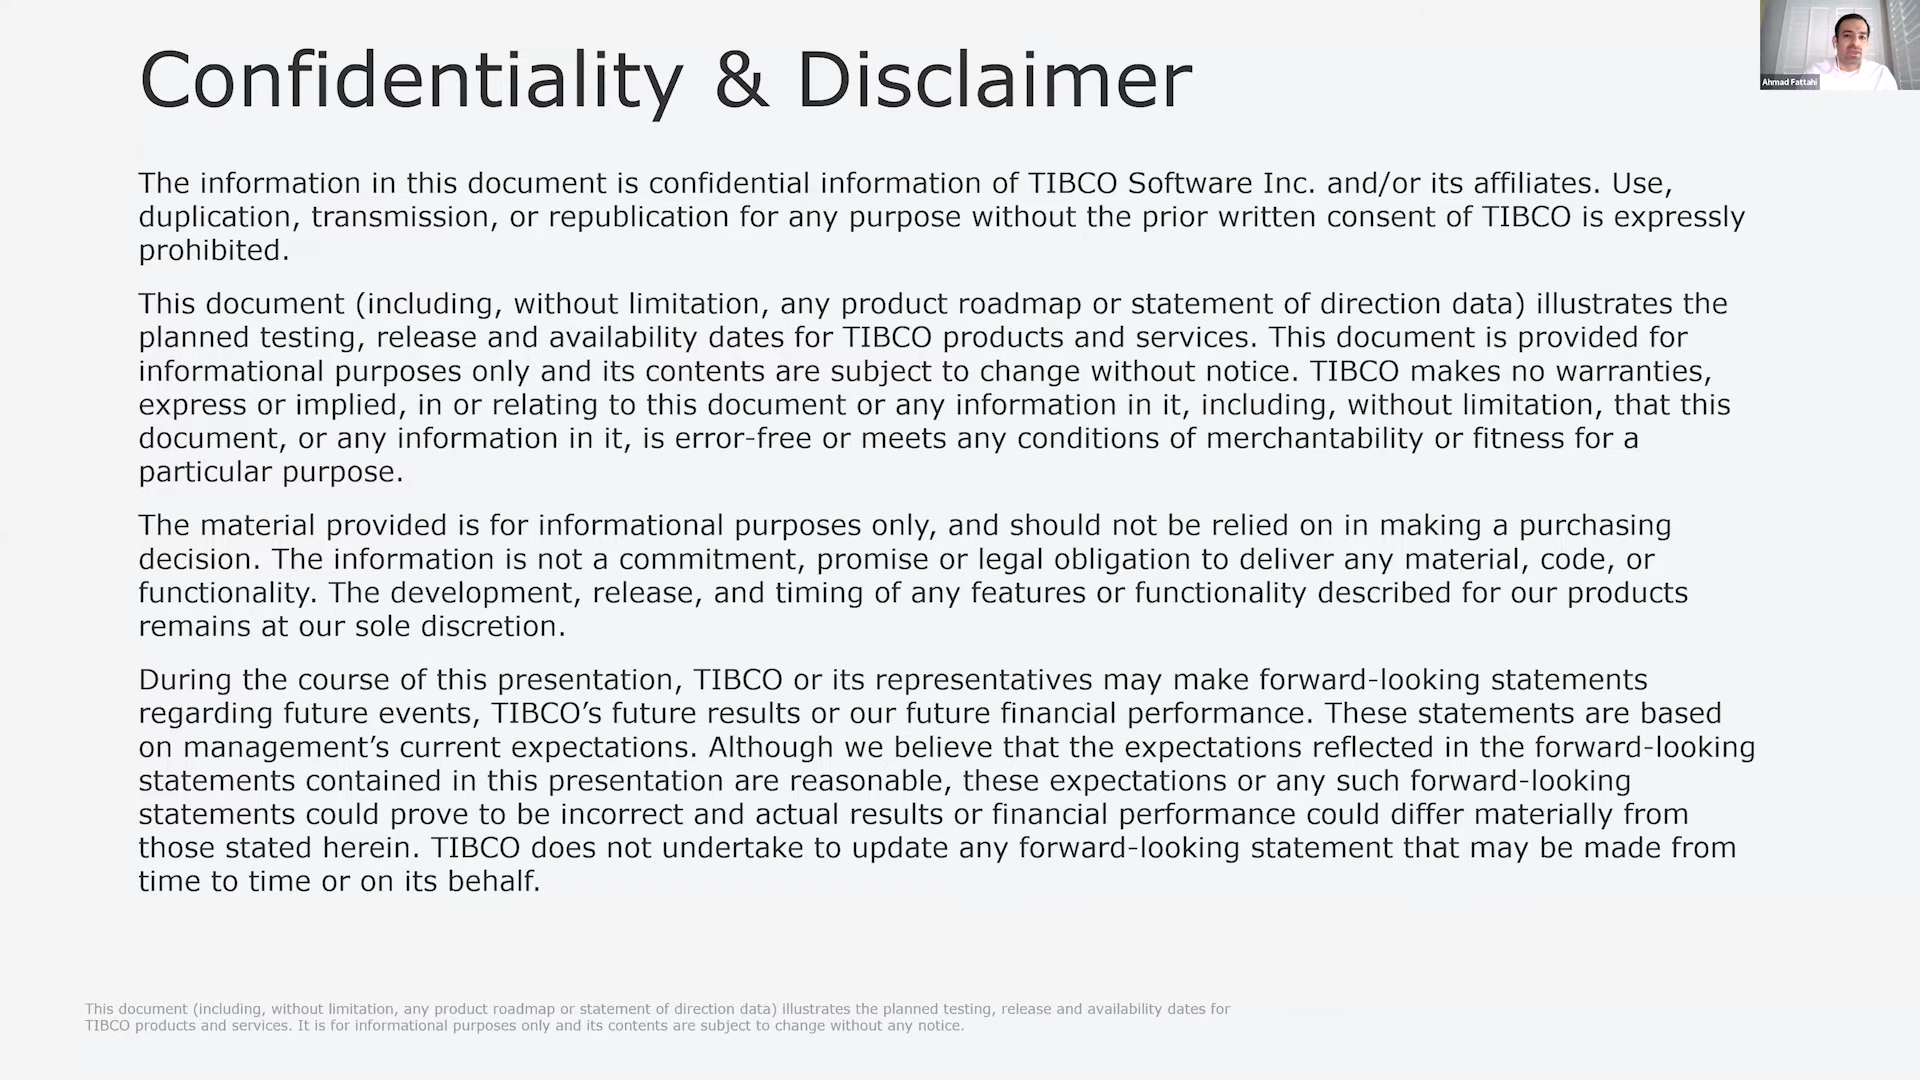 Confidentiality & Disclaimer
Ahmad Fattahi
The information in this document is confidential information of TIBCO Software Inc. and/or its affiliates. Use,
duplication, transmission, or republication for any purpose without the prior written consent of TIBCO is expressly
prohibited.
This document (including, without limitation, any product roadmap or statement of direction data) illustrates the
planned testing, release and availability dates for TIBCO products and services. This document is provided for
informational purposes only and its contents are subject to change without notice. TIBCO makes no warranties,
express or implied, in or relating to this document or any information in it, including, without limitation, that this
document, or any information in it, is error-free or meets any conditions of merchantability or fitness for a
particular purpose.
The material provided is for informational purposes only, and should not be relied on in making a purchasing
decision. The information is not a commitment, promise or legal obligation to deliver any material, code, or
functionality. The development, release, and timing of any features or functionality described for our products
remains at our sole discretion.
During the course of this presentation, TIBCO or its representatives may make forward-looking statements
regarding future events, TIBCO’s future results or our future financial performance. These statements are based
on management’s current expectations. Although we believe that the expectations reflected in the forward-looking
statements contained in this presentation are reasonable, these expectations or any such forward-looking
statements could prove to be incorrect and actual results or financial performance could differ materially from
those stated herein. TIBCO does not undertake to update any forward-looking statement that may be made from
time to time or on its behalf.
This document (including, without limitation, any product roadmap or statement of direction data) illustrates the planned testing, release and availability dates for
TIBCO products and services. It is for informational purposes only and its contents are subject to change without any notice.